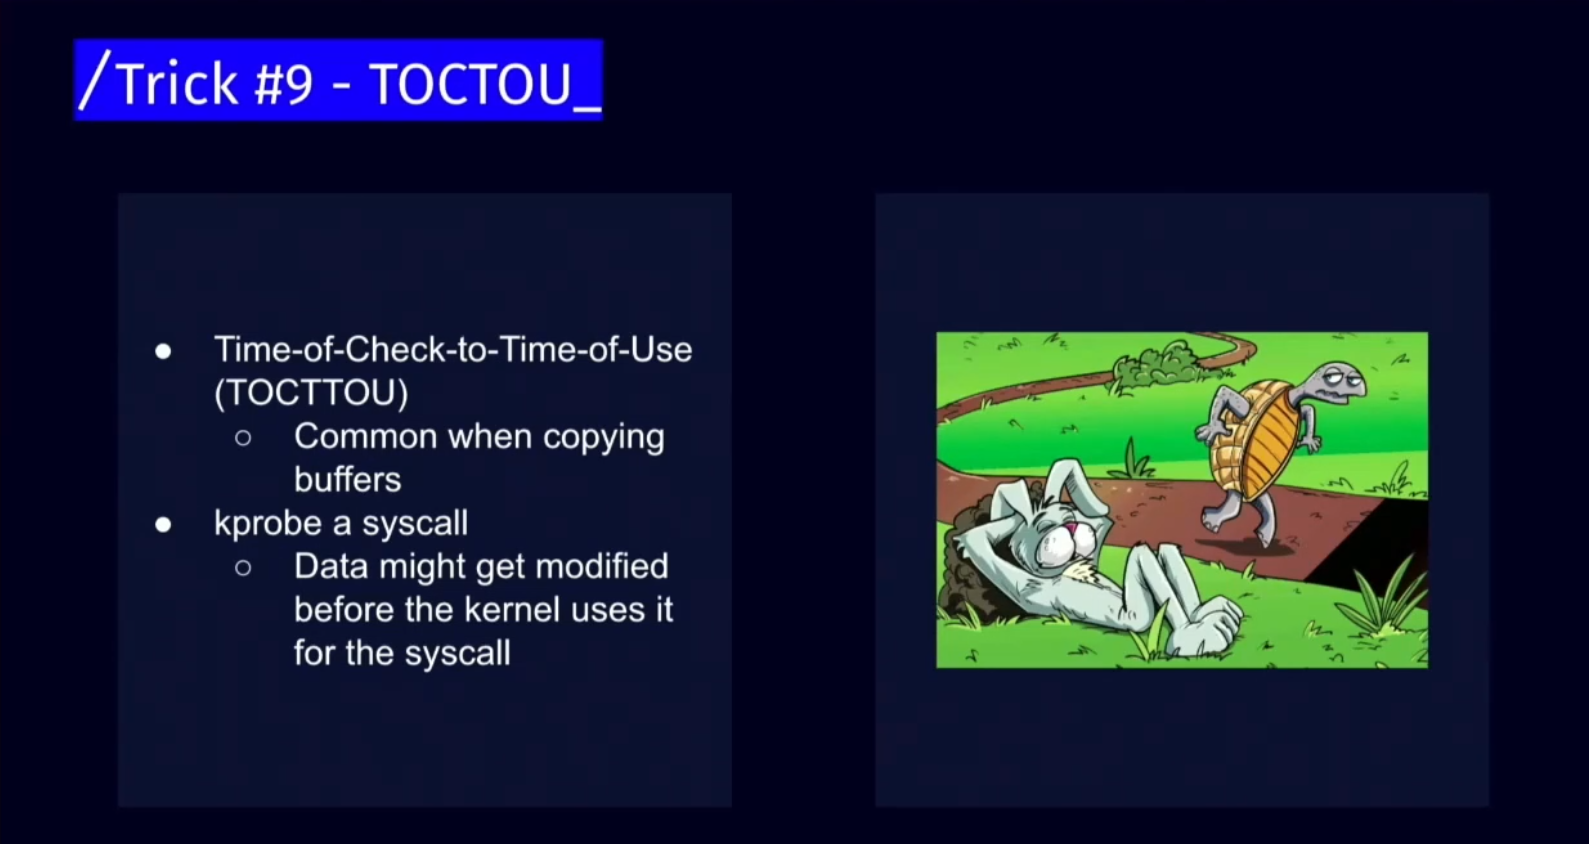 /Trick #9 - TOCTOU_
● Time-of-Check-to-Time-of-Use
(TOCTTOU)
○ Common when copying
buffers
● kprobe a syscall
○ Data might get modified
before the kernel uses it
for the syscall